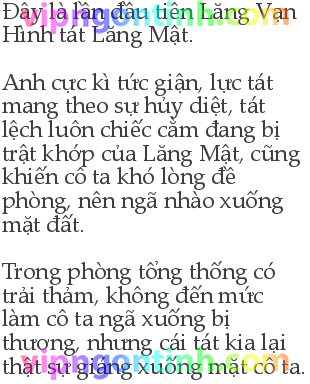 Đây là lần đầu tiên Lăng Vạn
Hình tát Lăng Mật.
Anh cực kì tức giận, lực tát
mang theo sự hủy diệt, tát
lệch luôn chiếc cằm đang bị
trật khớp của Lăng Mật, cũng
khiến cô ta khó lòng đề
phòng, nên ngã nhào xuống
mặt đất.
Trong phòng tổng thống có
trải thảm, không đến mức
làm cô ta ngã xuống bị
thương, nhưng cái tát kia lại
thật sự giáng xuống mặt cô ta.
vipngontinh.com
vipngontinh.com